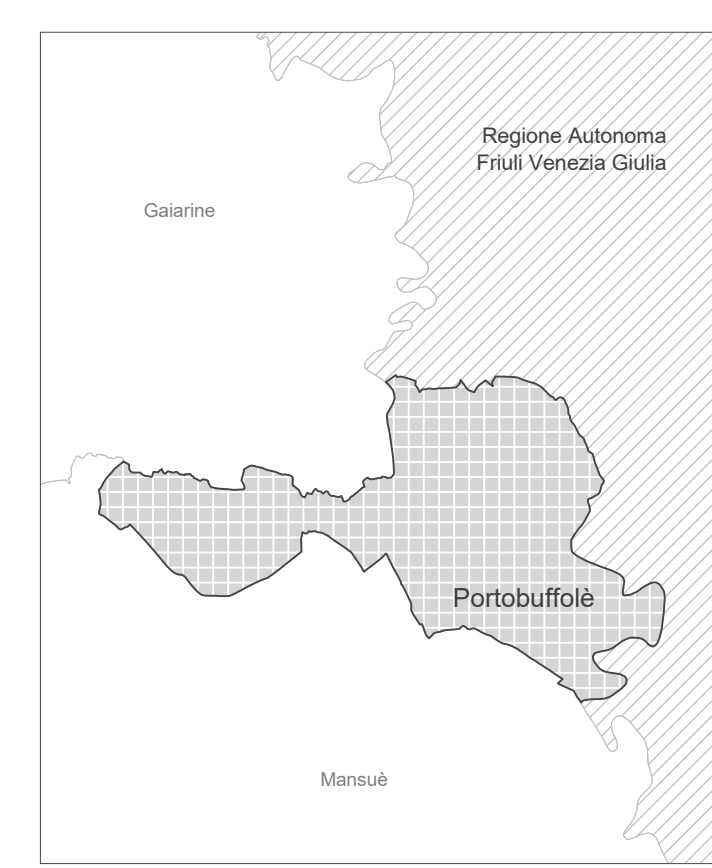 Regione Autonoma
Friuli Venezia Giulia
Gaiarine
Portobuffolè
Mansuè